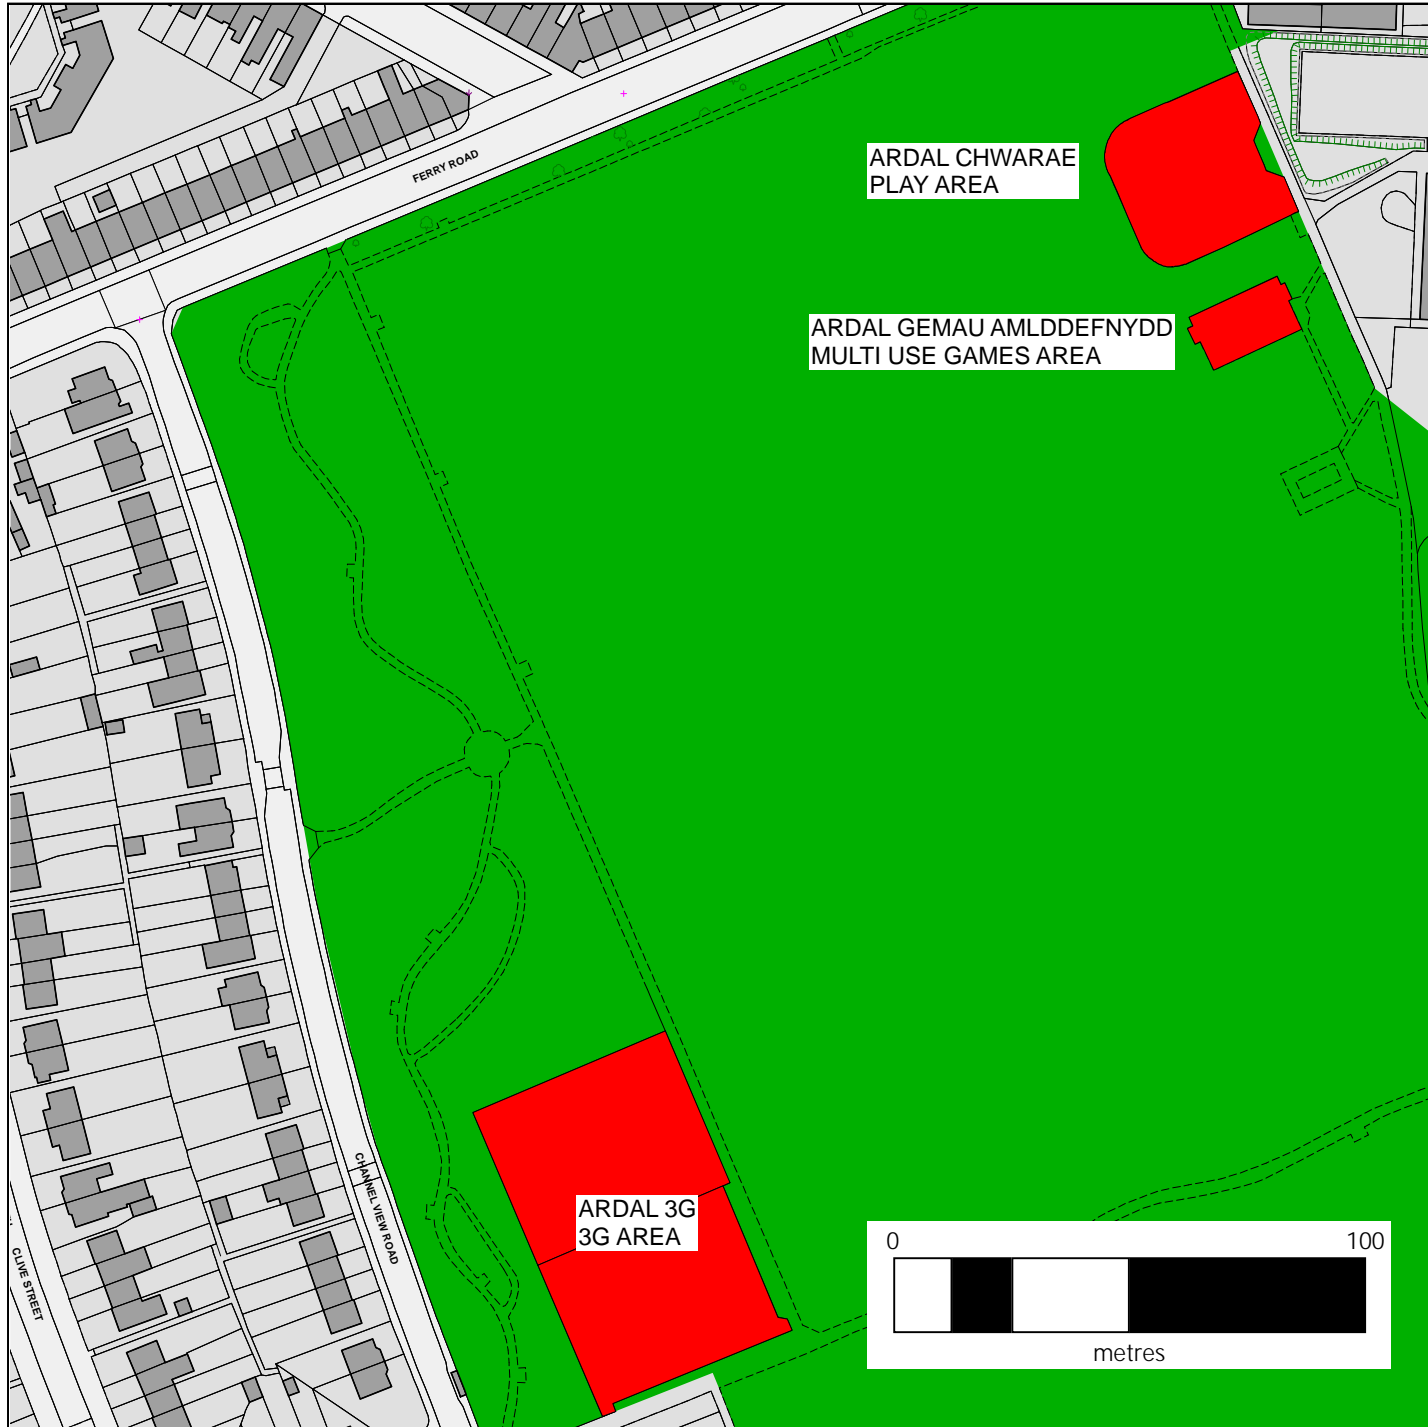 FERRY ROAD
ARDAL CHWARAE
PLAY AREA
ARDAL GEMAU AMLDDEFNYDD
MULTI USE GAMES AREA
CHANNEL VIEW ROAD
CLIVE STREET
ARDAL 3G
3G AREA
0 100
metres